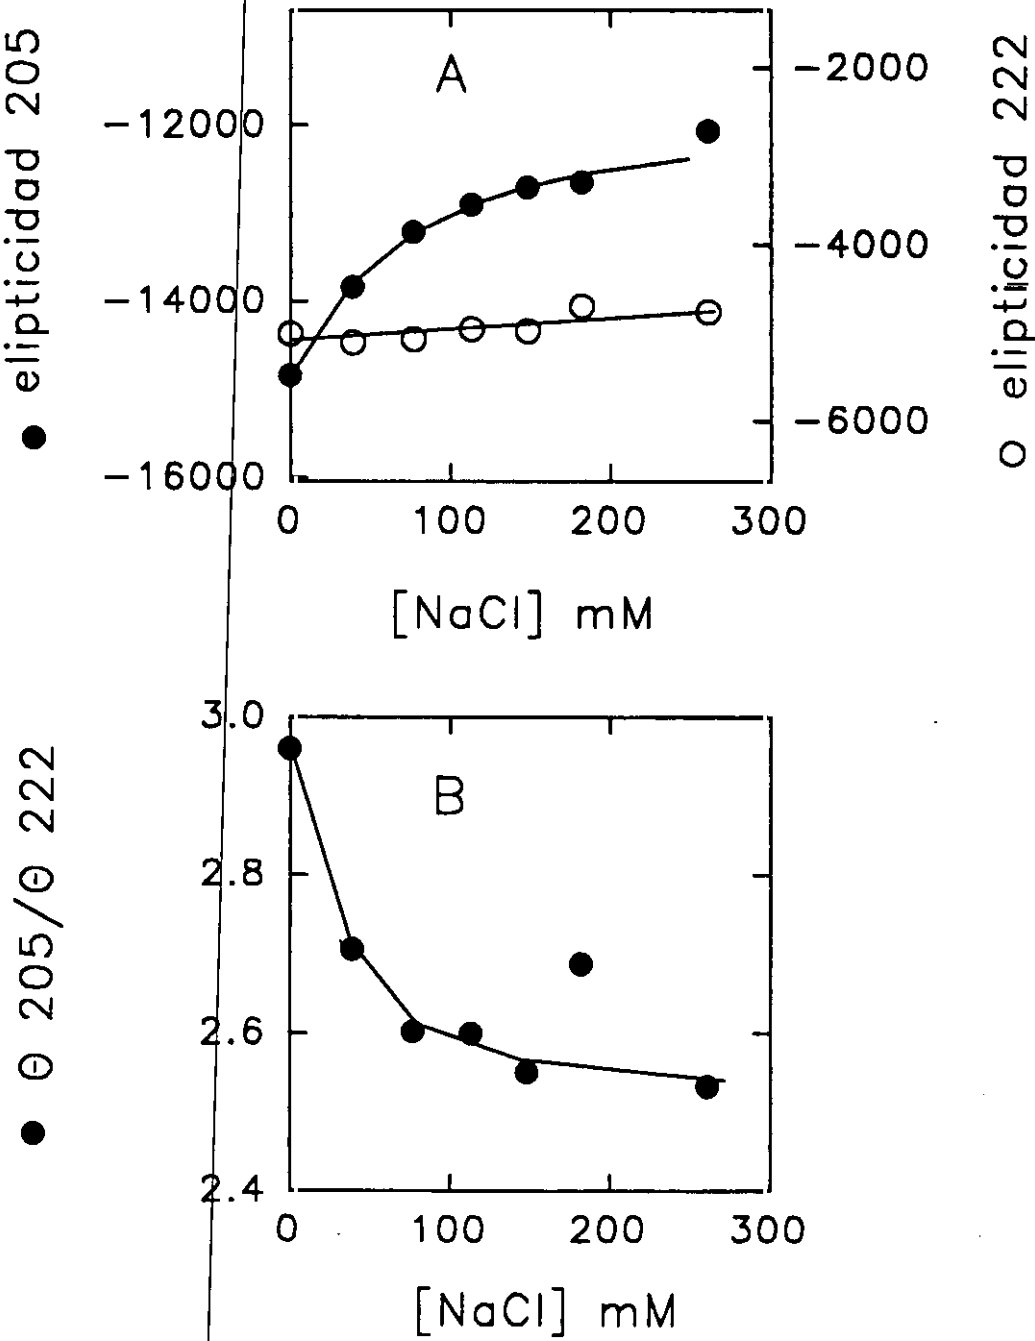 ● elipticidad 205
A
-12000
-14000
-16000
-2000
-4000
-6000
○ elipticidad 222
0 100 200 300
[NaCl] mM
● Θ 205/Θ 222
B
3.0
2.8
2.6
2.4
0 100 200 300
[NaCl] mM